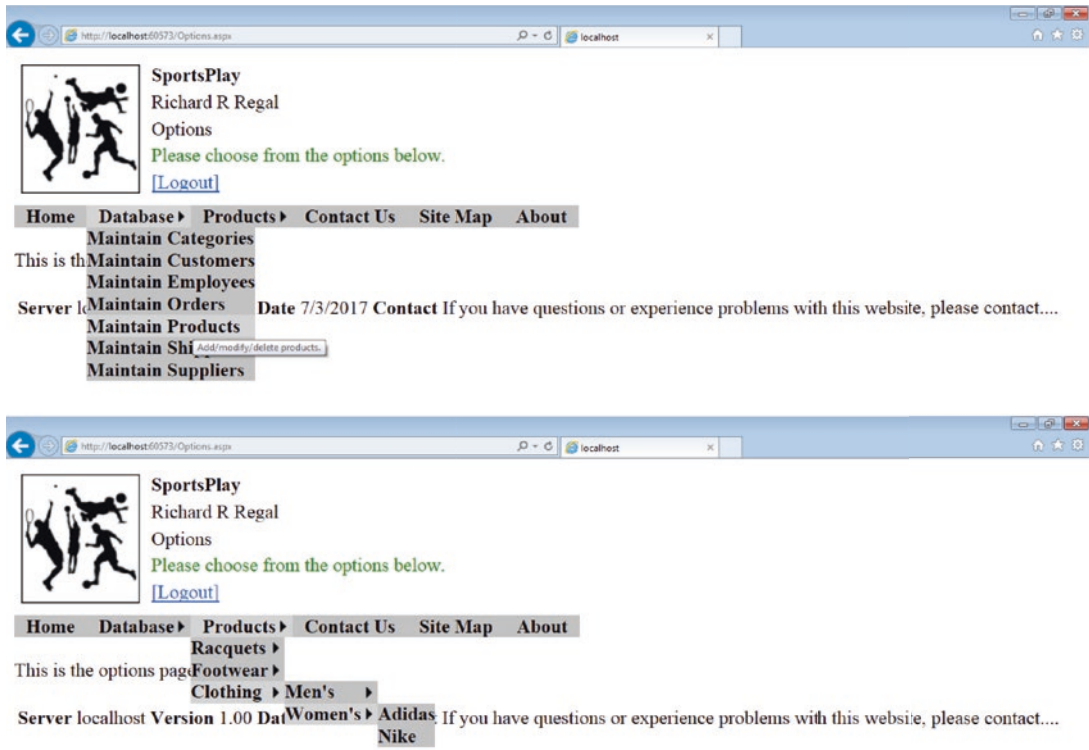 http://localhost:60573/Options.aspx
localhost
SportsPlay
Richard R Regal
Options
Please choose from the options below.
[Logout]
Home Database Products Contact Us Site Map About
Maintain Categories
This is th Maintain Customers
Maintain Employees
Server lo Maintain Orders Date 7/3/2017 Contact If you have questions or experience problems with this website, please contact....
Maintain Products
Maintain Shi Add/modify/delete products.
Maintain Suppliers
http://localhost:60573/Options.aspx
localhost
SportsPlay
Richard R Regal
Options
Please choose from the options below.
[Logout]
Home Database Products Contact Us Site Map About
Racquets
This is the options page Footwear
Clothing Men's
Server localhost Version 1.00 Dat Women's Adidas If you have questions or experience problems with this website, please contact....
Nike